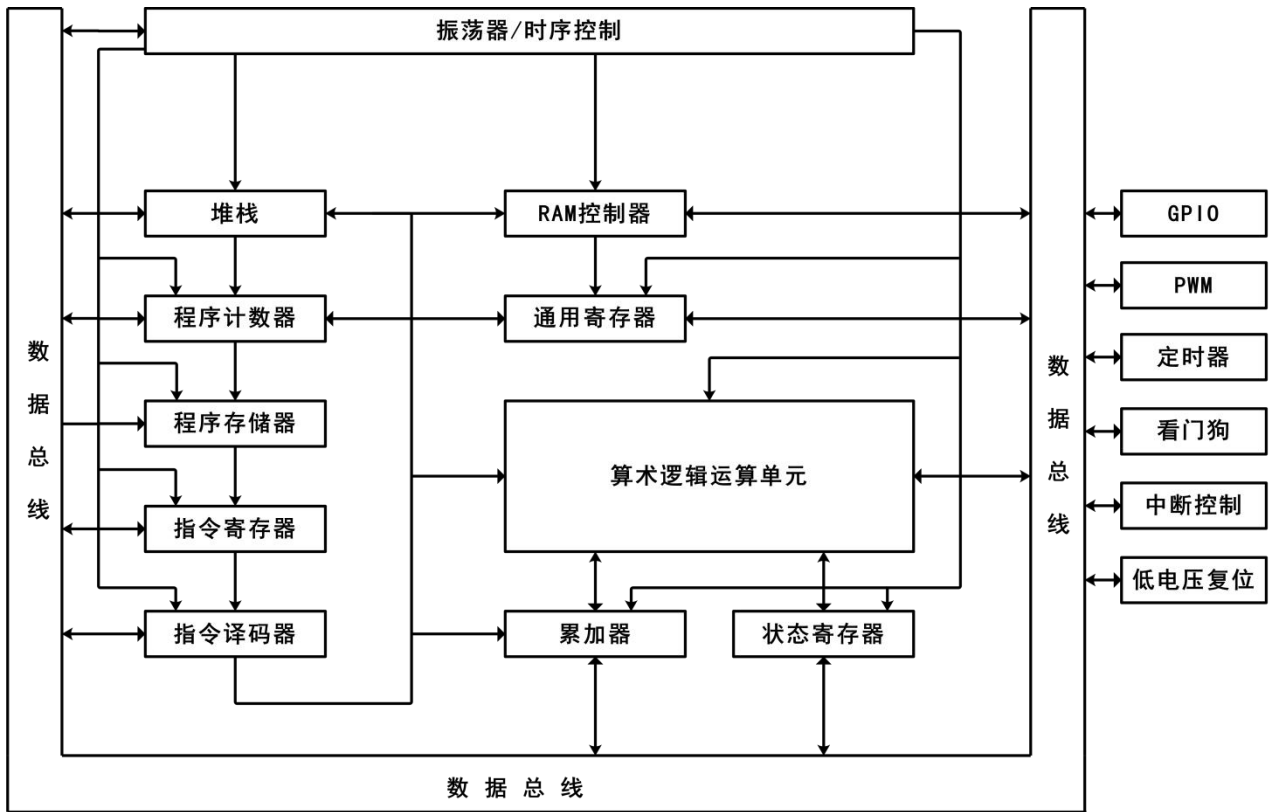 振荡器/时序控制
堆栈
RAM控制器
GPIO
PWM
程序计数器
通用寄存器
数据总线
数据总线
定时器
程序存储器
看门狗
算术逻辑运算单元
指令寄存器
中断控制
低电压复位
指令译码器
累加器
状态寄存器
数据总线